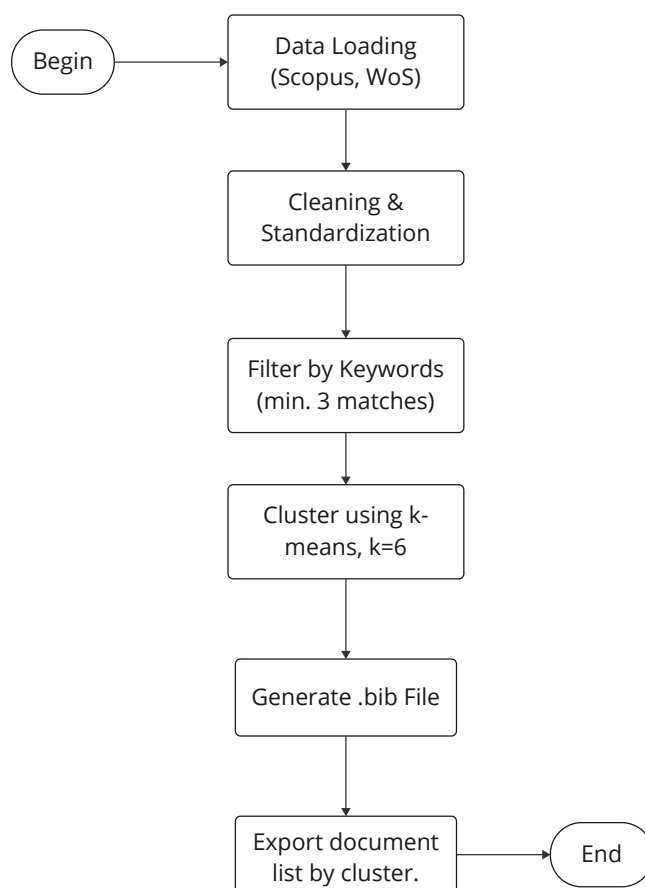 Begin
Data Loading
(Scopus, WoS)
Cleaning &
Standardization
Filter by Keywords
(min. 3 matches)
Cluster using k-
means, k=6
Generate .bib File
Export document
list by cluster.
End